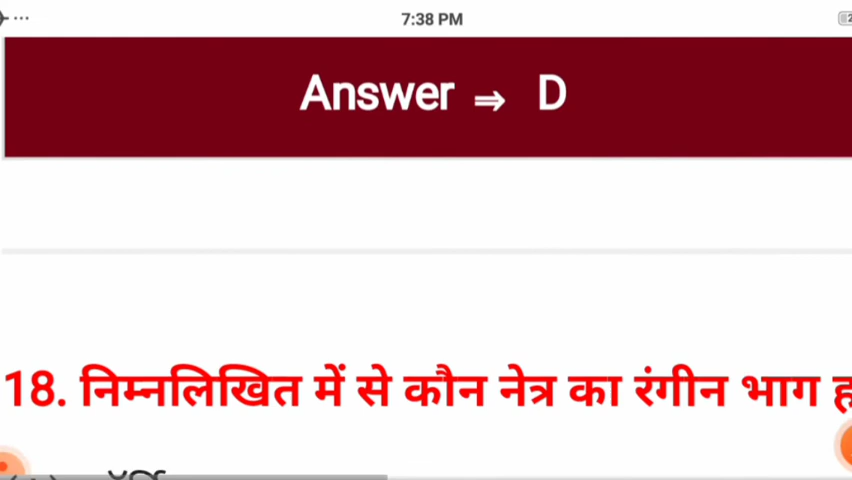 7:38 PM
Answer ⇒ D
18. निम्नलिखित में से कौन नेत्र का रंगीन भाग